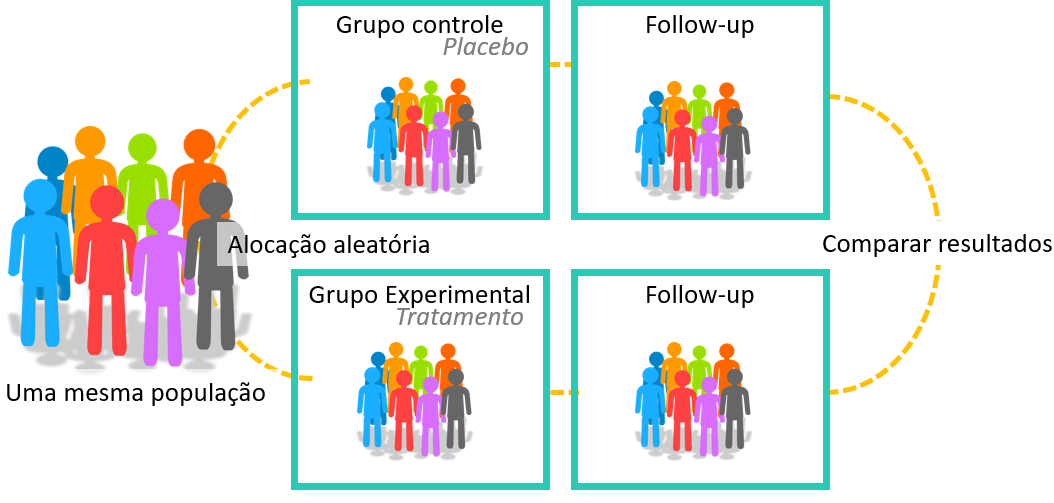 Grupo controle
Placebo
Follow-up
Alocação aleatória
Comparar resultados
Grupo Experimental
Tratamento
Follow-up
Uma mesma população